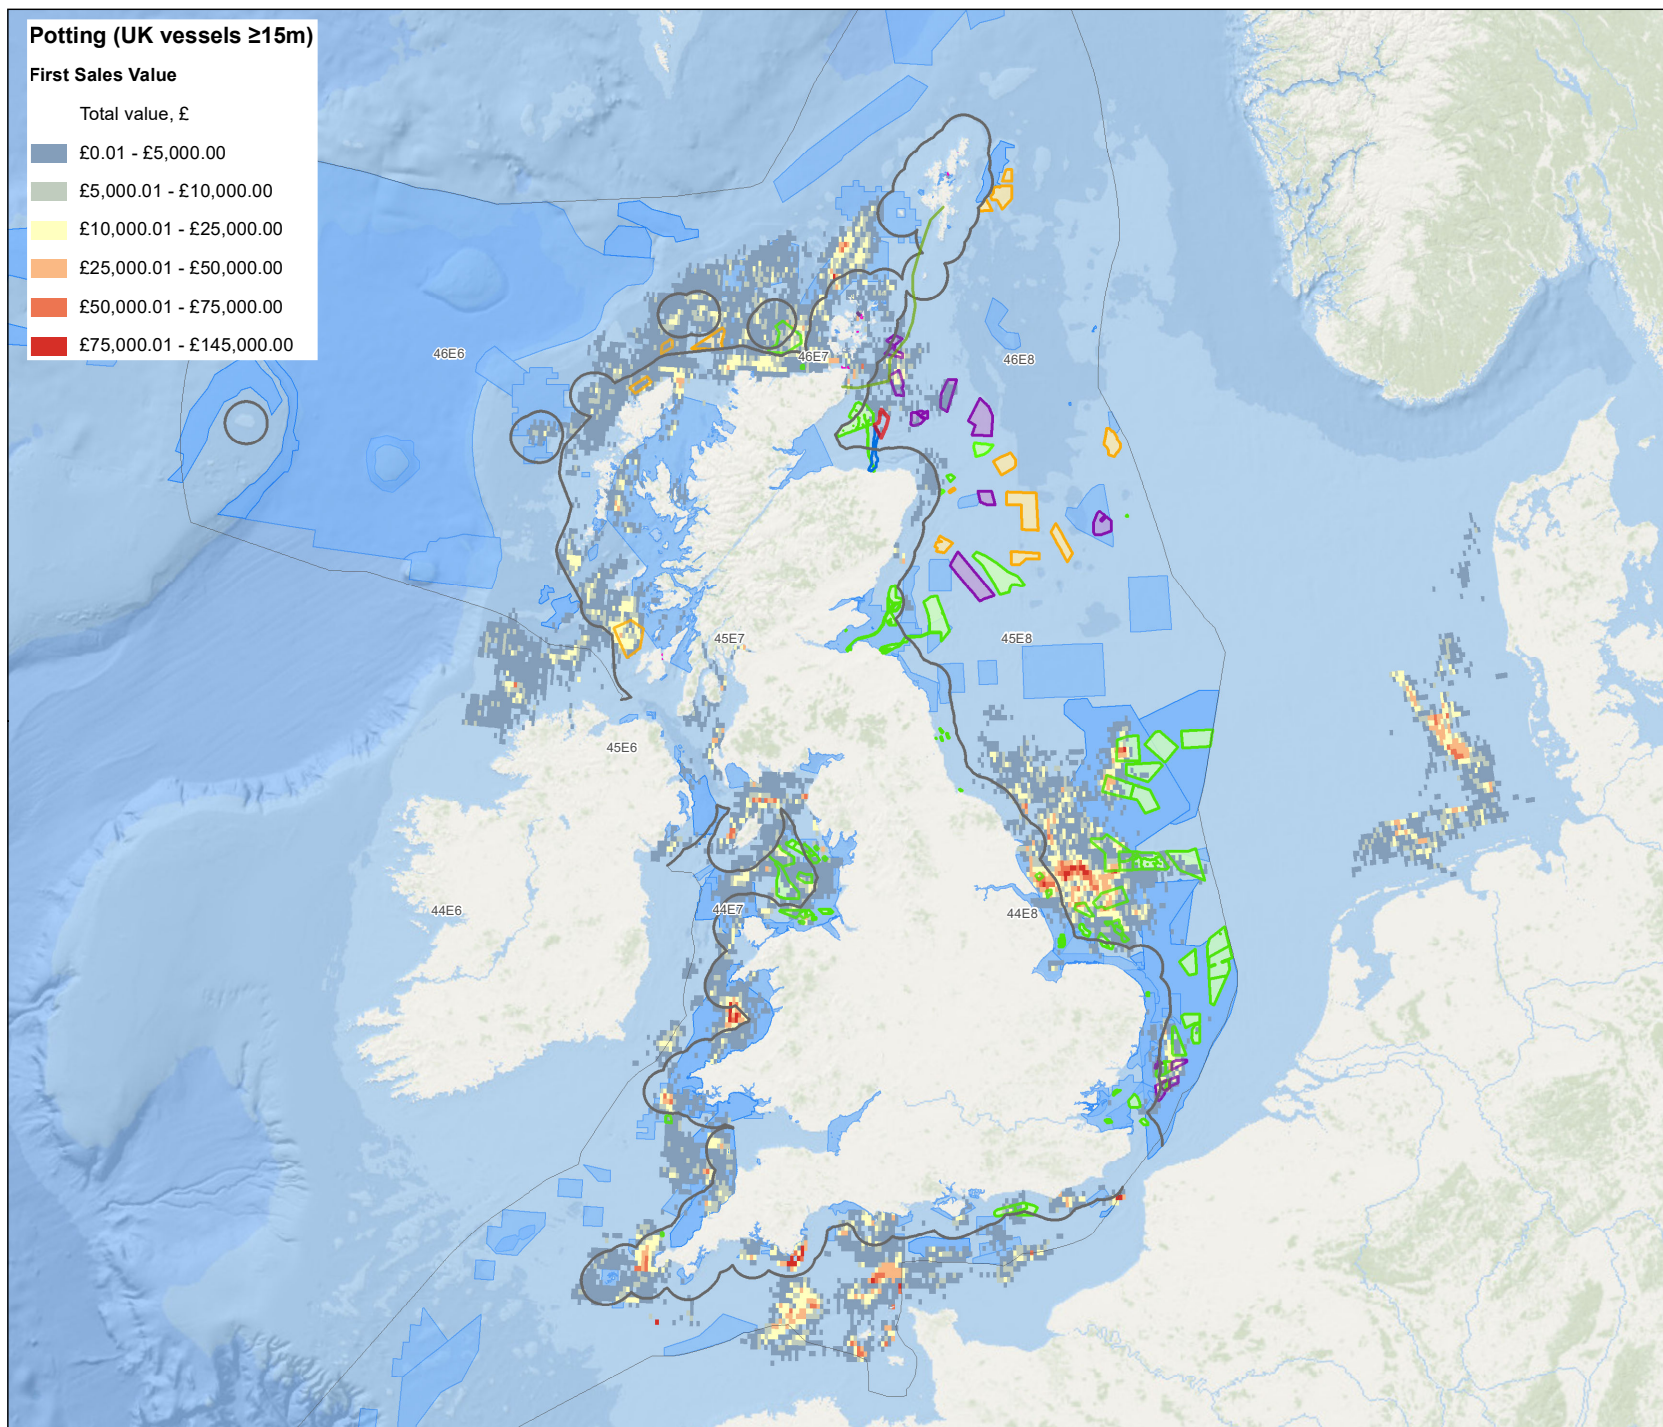 Potting (UK vessels ≥15m)
First Sales Value
Total value, £
£0.01 - £5,000.00
£5,000.01 - £10,000.00
£10,000.01 - £25,000.00
£25,000.01 - £50,000.00
£50,000.01 - £75,000.00
£75,000.01 - £145,000.00
46E6
46E7
46E8
45E7
45E8
45E6
44E6
44E7
44E8